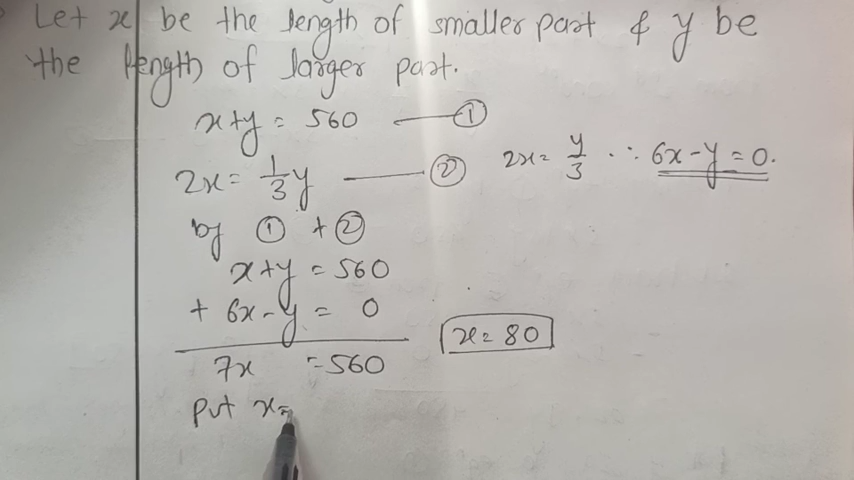 Let x be the length of smaller part & y be
the length of larger part.
x+y = 560 —— ①
2x = 1/3 y —— ②
2x = y/3 ∴ 6x-y=0.
by ① + ②
x+y = 560
+ 6x-y = 0
7x = 560
x = 80
put x=